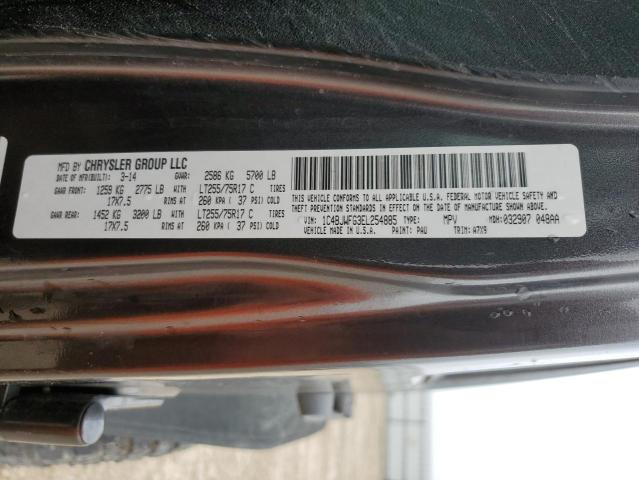 MFD BY CHRYSLER GROUP LLC
DATE OF MFR(BUILT): 3-14 GVWR: 2586 KG 5700 LB
GAWR FRONT: 1259 KG 2775 LB WITH LT255/75R17 C TIRES
17X7.5 RIMS AT 260 KPA ( 37 PSI) COLD
GAWR REAR: 1452 KG 3200 LB WITH LT255/75R17 C TIRES
17X7.5 RIMS AT 260 KPA ( 37 PSI) COLD
THIS VEHICLE CONFORMS TO ALL APPLICABLE U.S.A. FEDERAL MOTOR VEHICLE SAFETY AND
THEFT PREVENTION STANDARDS IN EFFECT ON THE DATE OF MANUFACTURE SHOWN ABOVE.
VIN: 1C4BJWFG3EL254885 TYPE: MPV MDH: 032907 048AA
VEHICLE MADE IN U.S.A. PAINT: PAU TRIM: A7X9